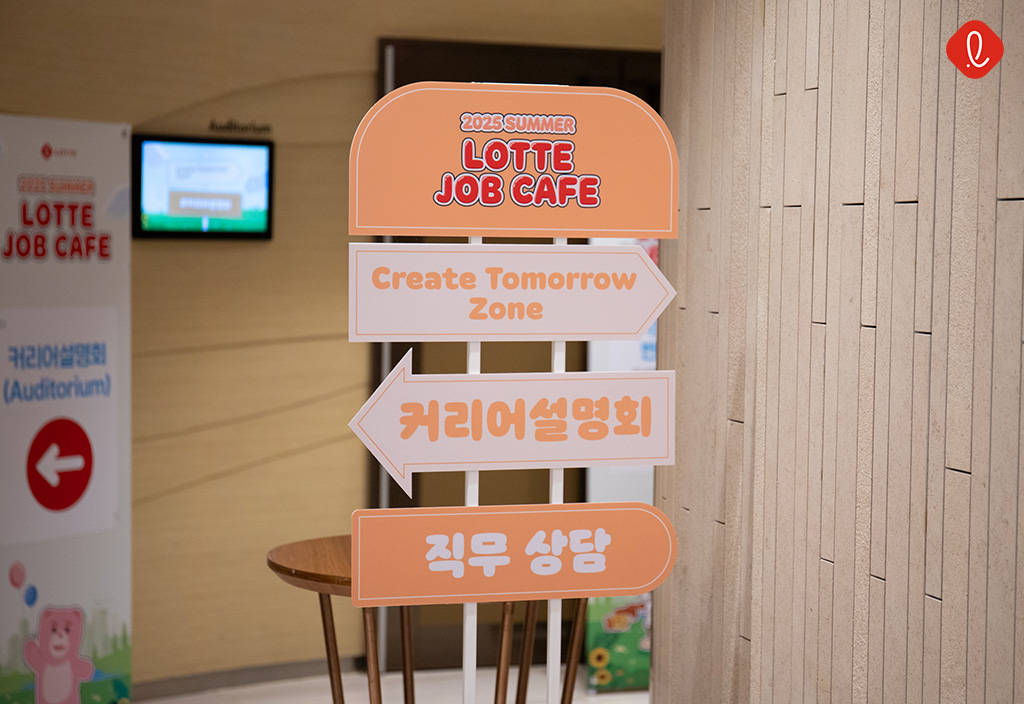 2025 SUMMER
LOTTE
JOB CAFE
Create Tomorrow
Zone
커리어설명회
직무 상담
LOTTE
2025 SUMMER
LOTTE
JOB CAFE
커리어설명회
(Auditorium)
Auditorium